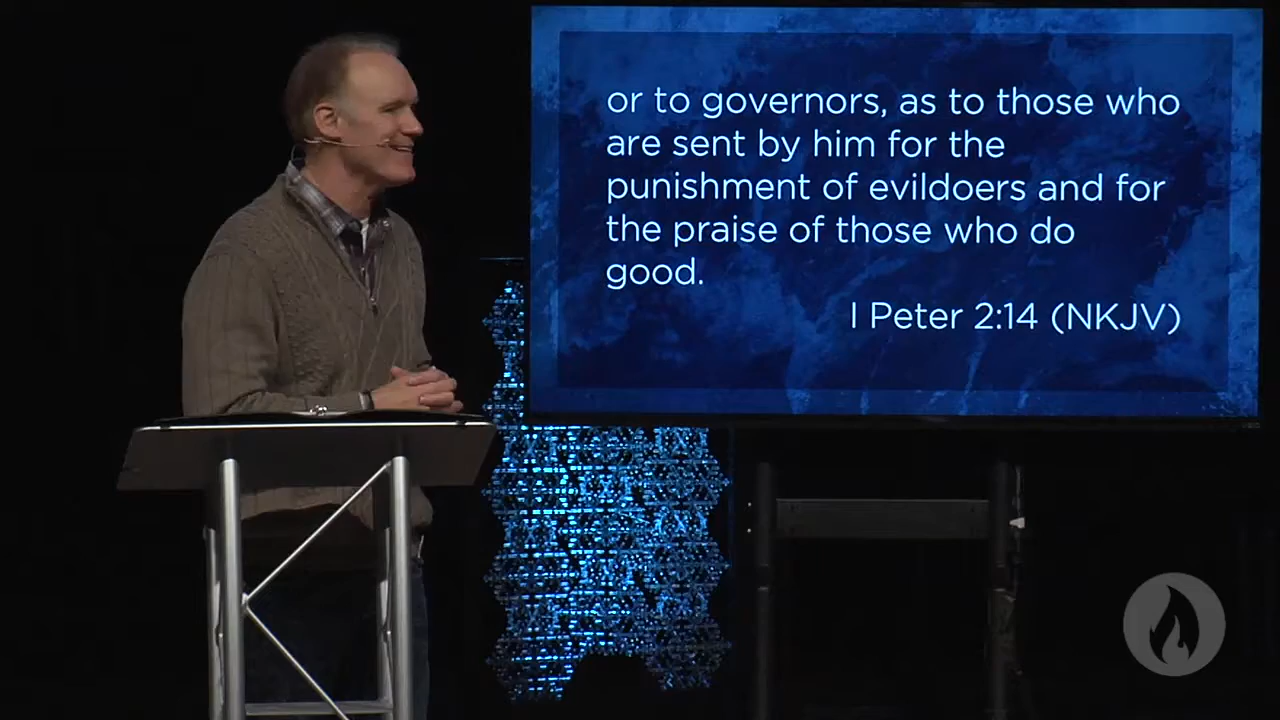 or to governors, as to those who
are sent by him for the
punishment of evildoers and for
the praise of those who do
good.
I Peter 2:14 (NKJV)